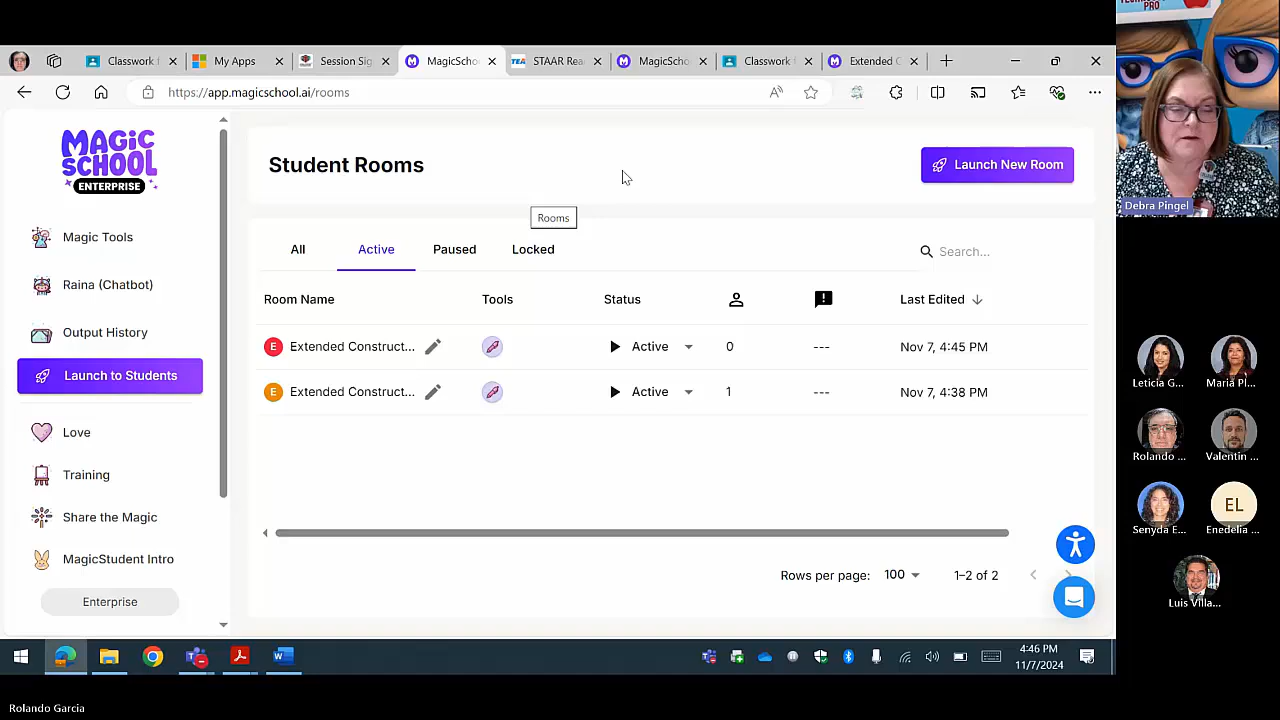 TECHNOLOGY
PRO
Classwork f
My Apps
Session Sig
MagicSchoo
STAAR Rea
MagicScho
Classwork f
Extended C
https://app.magicschool.ai/rooms
MAGIC
SCHOOL
ENTERPRISE
Magic Tools
Raina (Chatbot)
Output History
Launch to Students
Love
Training
Share the Magic
MagicStudent Intro
Enterprise
Student Rooms
Launch New Room
Rooms
All
Active
Paused
Locked
Search...
Room Name
Tools
Status
Last Edited
E Extended Construct...
Active
0
---
Nov 7, 4:45 PM
E Extended Construct...
Active
1
---
Nov 7, 4:38 PM
Rows per page:
100
1–2 of 2
Debra Pingel
Leticia G...
Maria Pl...
Rolando ...
Valentin ...
EL
Senyda E...
Enedelia ...
Luis Villa...
4:46 PM
11/7/2024
Rolando Garcia